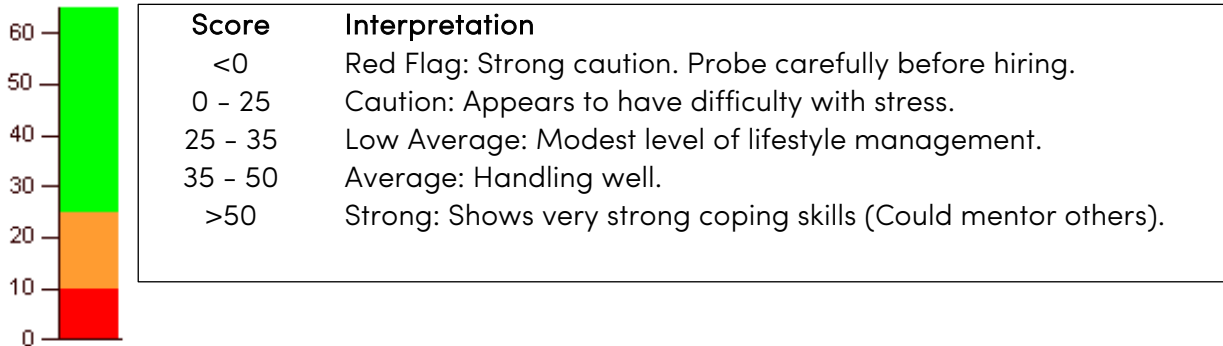 60
50
40
30
20
10
0
Score Interpretation
<0 Red Flag: Strong caution. Probe carefully before hiring.
0 - 25 Caution: Appears to have difficulty with stress.
25 - 35 Low Average: Modest level of lifestyle management.
35 - 50 Average: Handling well.
>50 Strong: Shows very strong coping skills (Could mentor others).